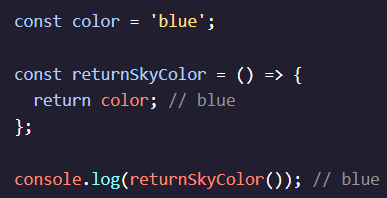 const color = 'blue';
const returnSkyColor = () => {
  return color; // blue
};
console.log(returnSkyColor()); // blue